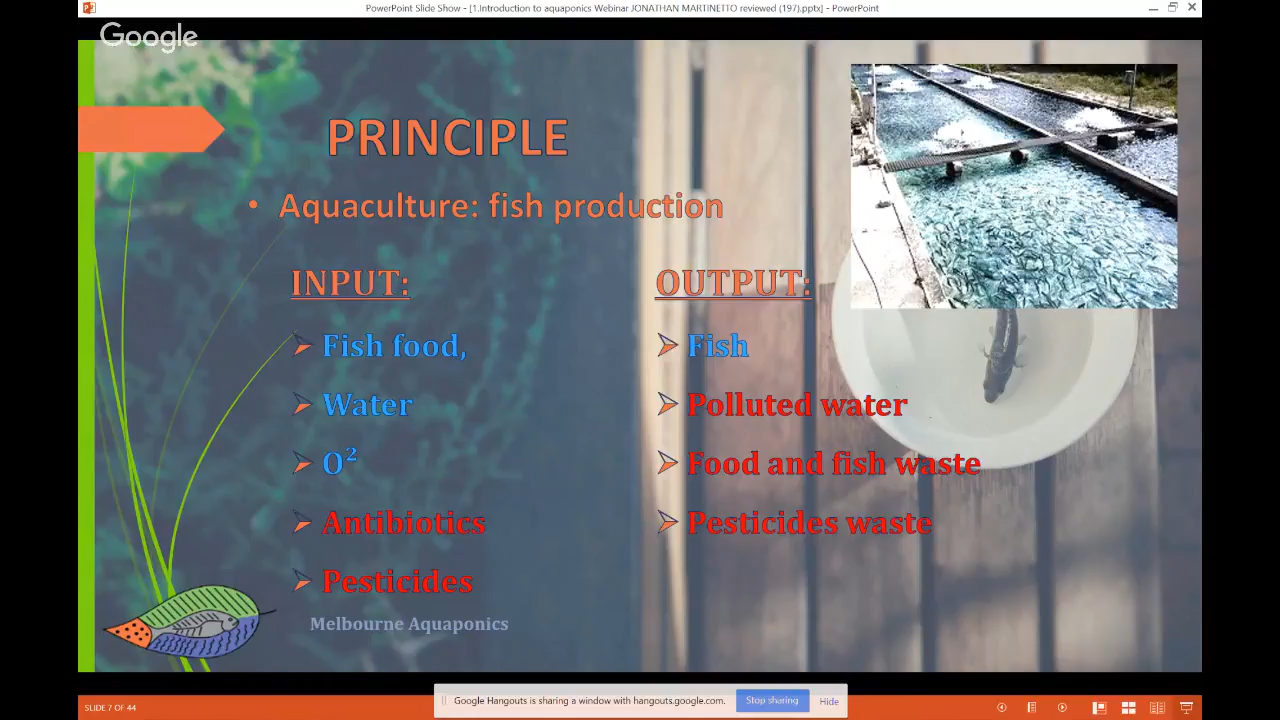 PowerPoint Slide Show - [1.Introduction to aquaponics Webinar JONATHAN MARTINETTO reviewed (197).pptx] - PowerPoint
Google
PRINCIPLE
• Aquaculture: fish production
INPUT:
Fish food,
Water
O²
Antibiotics
Pesticides
OUTPUT:
Fish
Polluted water
Food and fish waste
Pesticides waste
Melbourne Aquaponics
Google Hangouts is sharing a window with hangouts.google.com. Stop sharing Hide
SLIDE 7 OF 44